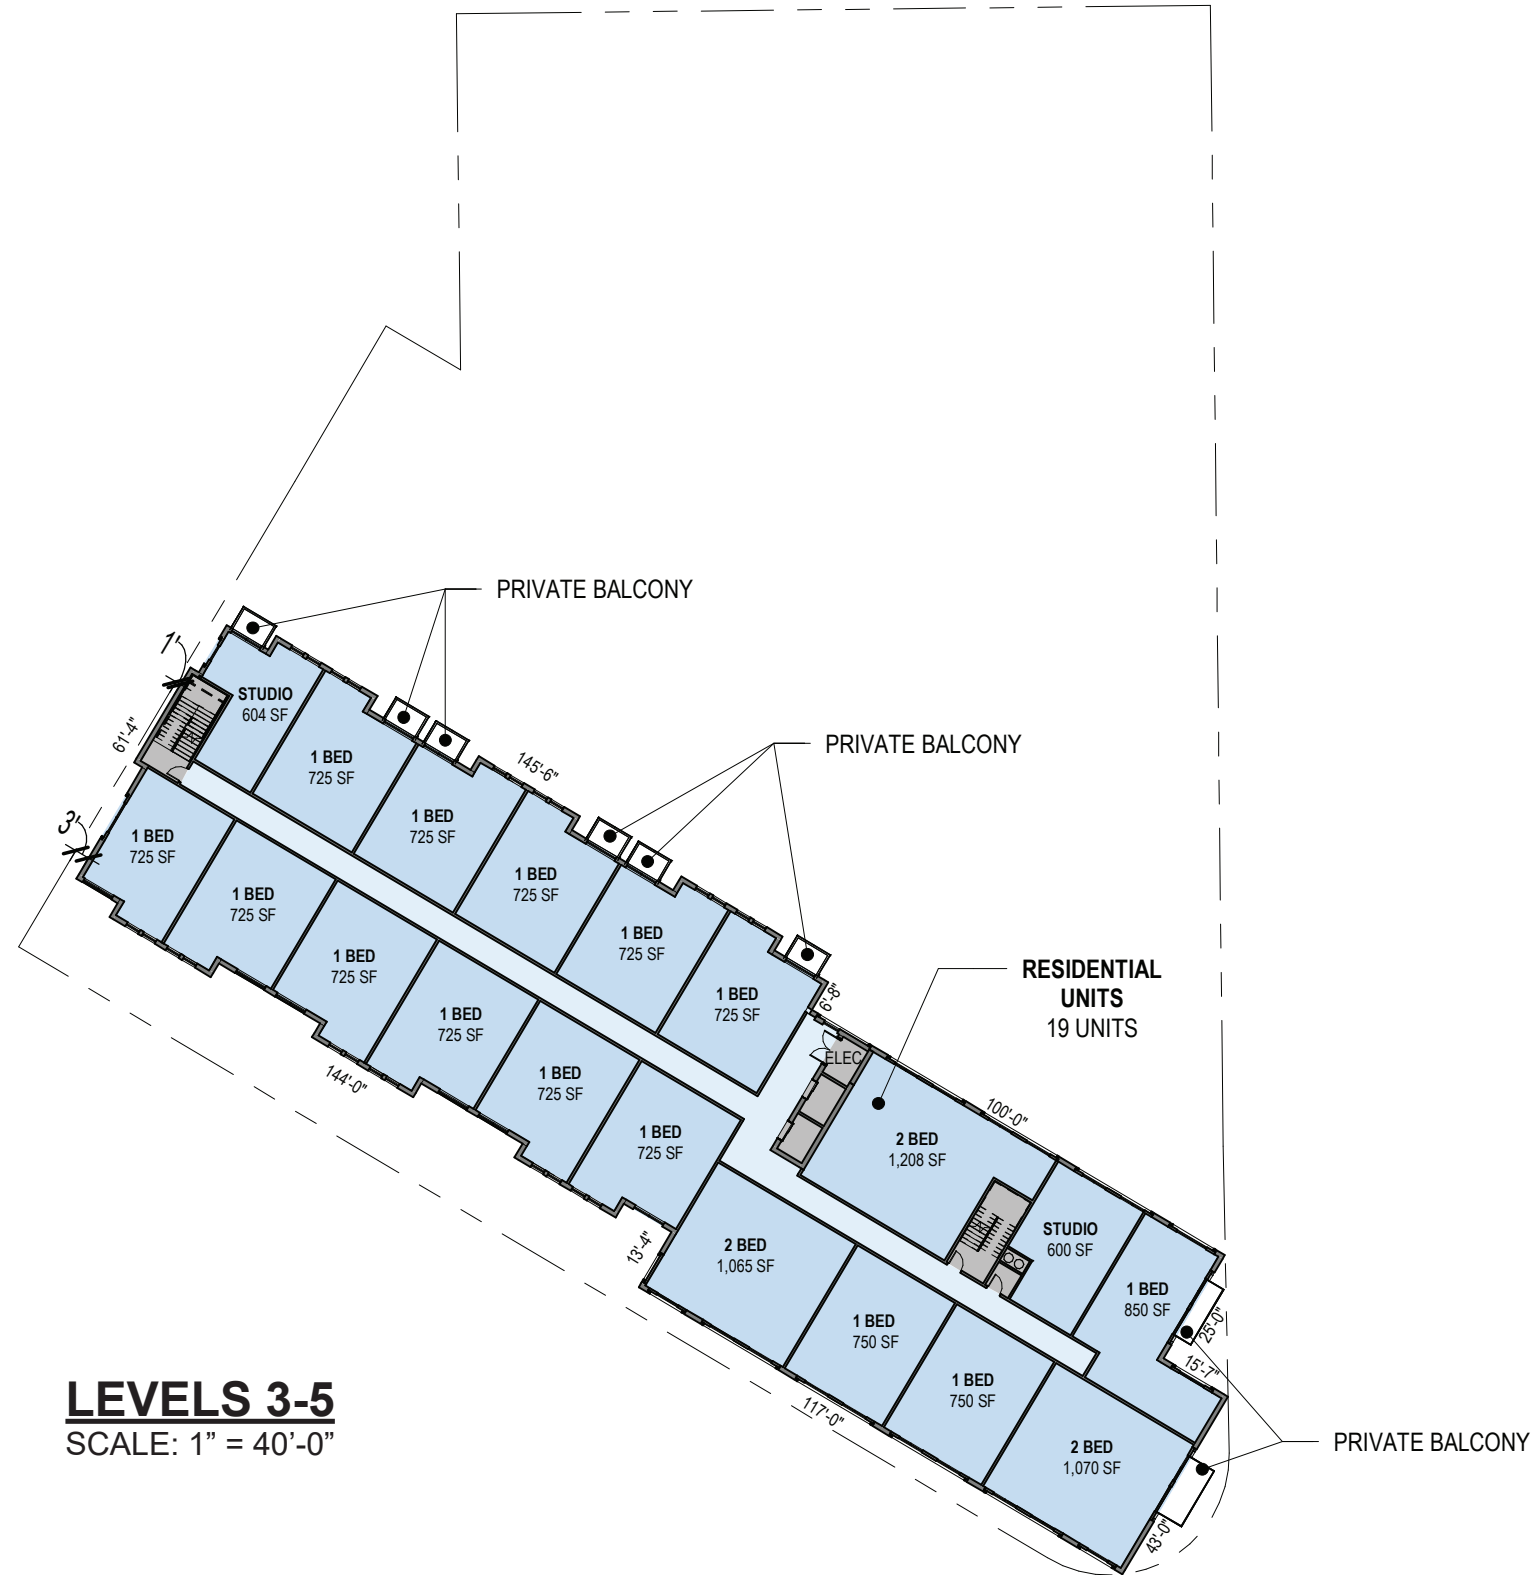 PRIVATE BALCONY
1'
STUDIO
604 SF
61'-4"
1 BED
725 SF
145'-6"
PRIVATE BALCONY
1 BED
725 SF
3'
1 BED
725 SF
1 BED
725 SF
1 BED
725 SF
1 BED
725 SF
1 BED
725 SF
1 BED
725 SF
6'-8"
RESIDENTIAL
UNITS
19 UNITS
1 BED
725 SF
ELEC
144'-0"
1 BED
725 SF
1 BED
725 SF
100'-0"
2 BED
1,208 SF
STUDIO
600 SF
13'-4"
2 BED
1,065 SF
1 BED
850 SF
25'-0"
1 BED
750 SF
15'-7"
1 BED
750 SF
117'-0"
2 BED
1,070 SF
PRIVATE BALCONY
43'-0"
LEVELS 3-5
SCALE: 1” = 40’-0”